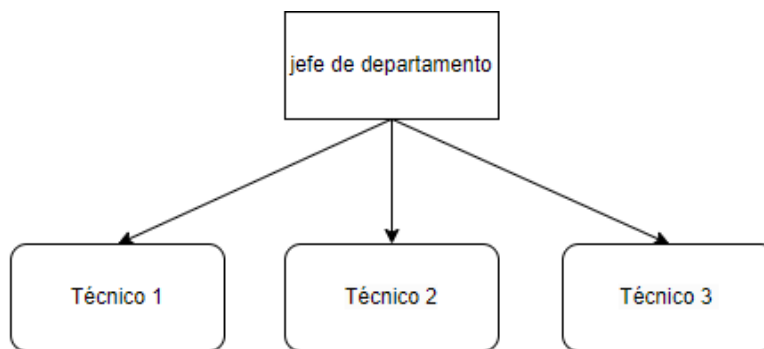 jefe de departamento
Técnico 1
Técnico 2
Técnico 3